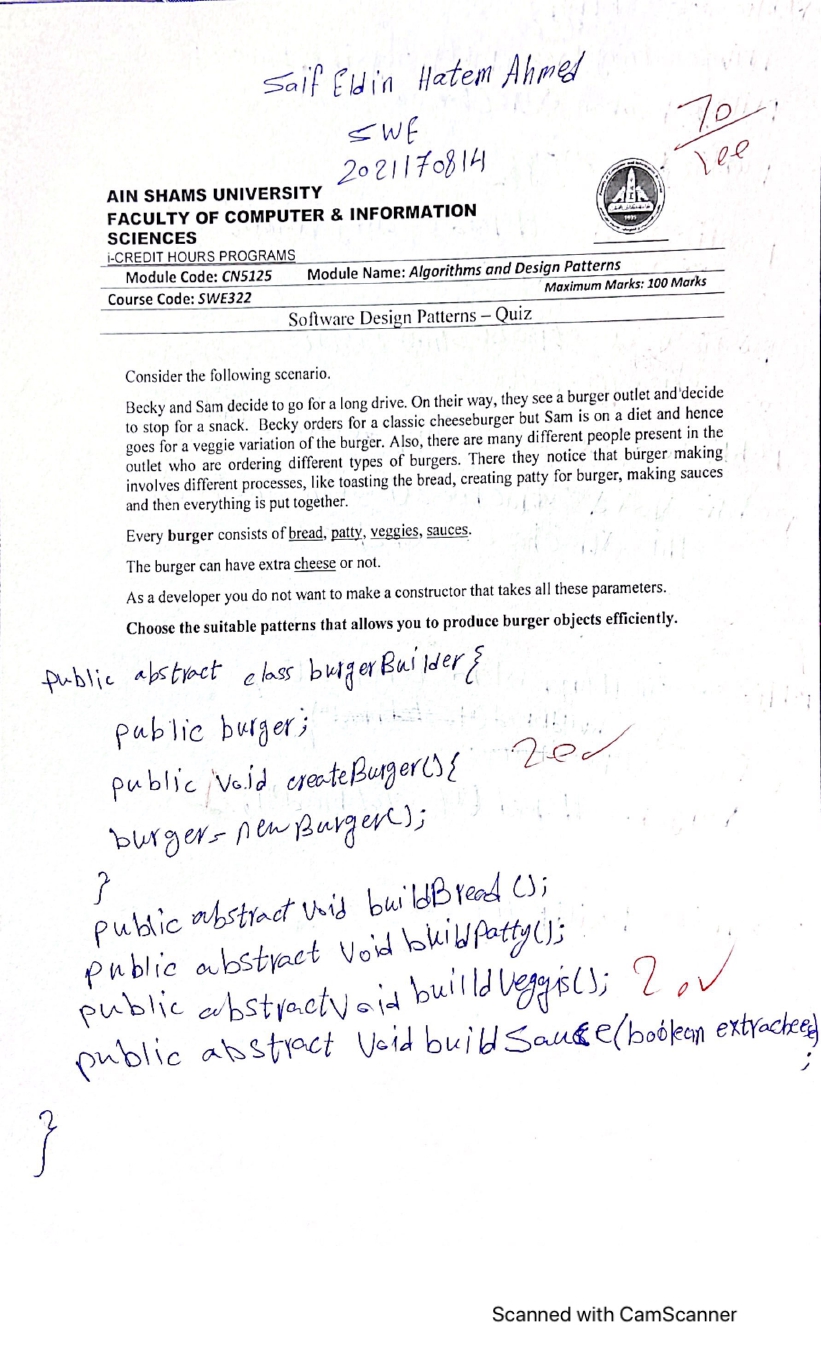 Saif Eldin Hatem Ahmed
SWE
2021170814
70
100
AIN SHAMS UNIVERSITY
FACULTY OF COMPUTER & INFORMATION
SCIENCES
i-CREDIT HOURS PROGRAMS
Module Code: CN5125 Module Name: Algorithms and Design Patterns
Course Code: SWE322 Maximum Marks: 100 Marks
Software Design Patterns – Quiz
Consider the following scenario.
Becky and Sam decide to go for a long drive. On their way, they see a burger outlet and decide
to stop for a snack. Becky orders for a classic cheeseburger but Sam is on a diet and hence
goes for a veggie variation of the burger. Also, there are many different people present in the
outlet who are ordering different types of burgers. There they notice that burger making
involves different processes, like toasting the bread, creating patty for burger, making sauces
and then everything is put together.
Every burger consists of bread, patty, veggies, sauces.
The burger can have extra cheese or not.
As a developer you do not want to make a constructor that takes all these parameters.
Choose the suitable patterns that allows you to produce burger objects efficiently.
public abstract class burgerBuilder{
public burger;
public void createBurger(){ 20✓
burger = new Burger();
}
public abstract void buildBread ();
public abstract void buildPatty();
public abstract void buildVeggis(); 20✓
public abstract void buildSauce(boolean extracheese)
;
}
Scanned with CamScanner